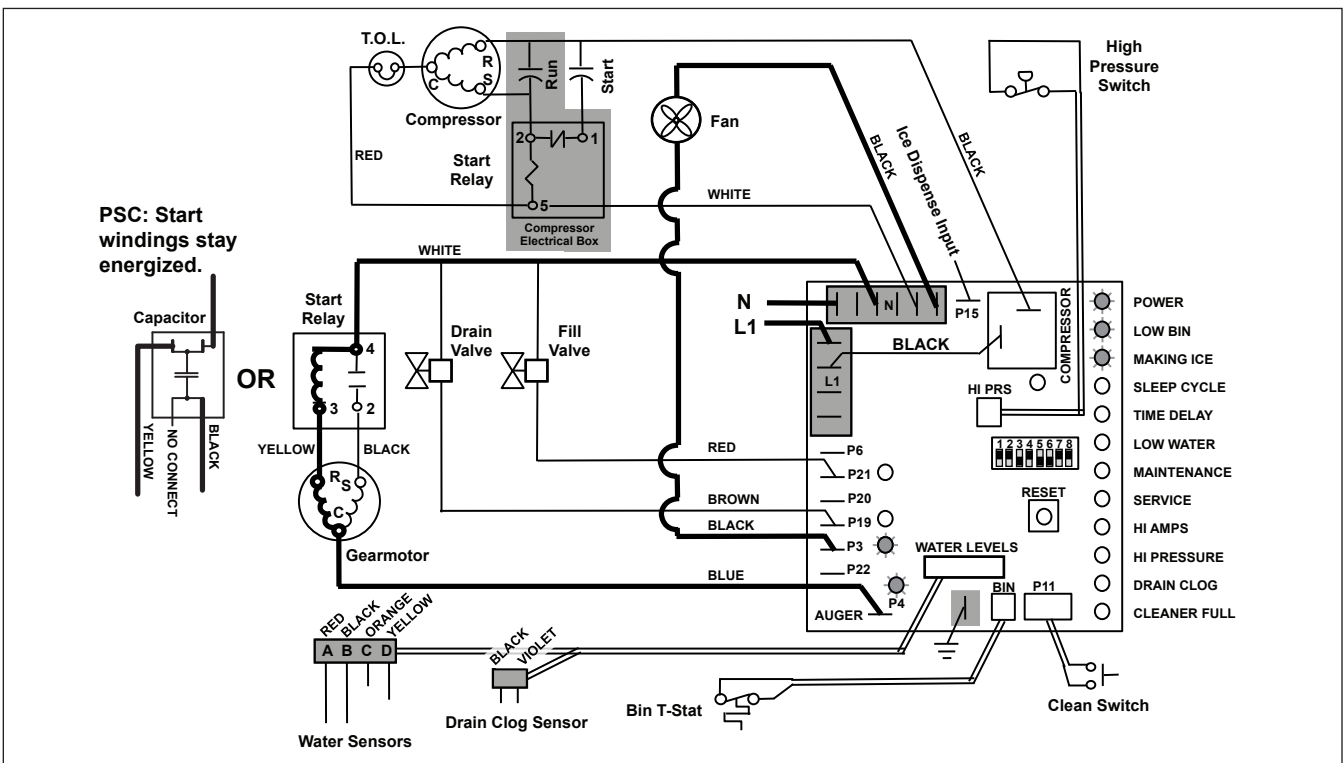 T.O.L.
R
S
C
Compressor
Run
Start
2
1
5
Start
Relay
Compressor
Electrical Box
RED
WHITE
Fan
BLACK
Ice Dispense Input
BLACK
High
Pressure
Switch
PSC: Start
windings stay
energized.
Capacitor
YELLOW
NO CONNECT
BLACK
OR
WHITE
Start
Relay
4
3
2
YELLOW
BLACK
R
S
C
Gearmotor
Drain
Valve
Fill
Valve
N
L1
N
P15
L1
BLACK
COMPRESSOR
HI PRS
1 2 3 4 5 6 7 8
RESET
RED
BROWN
BLACK
BLUE
P6
P21
P20
P19
P3
P22
P4
AUGER
WATER LEVELS
BIN
P11
POWER
LOW BIN
MAKING ICE
SLEEP CYCLE
TIME DELAY
LOW WATER
MAINTENANCE
SERVICE
HI AMPS
HI PRESSURE
DRAIN CLOG
CLEANER FULL
RED
BLACK
ORANGE
YELLOW
A B C D
Water Sensors
BLACK
VIOLET
Drain Clog Sensor
Bin T-Stat
Clean Switch